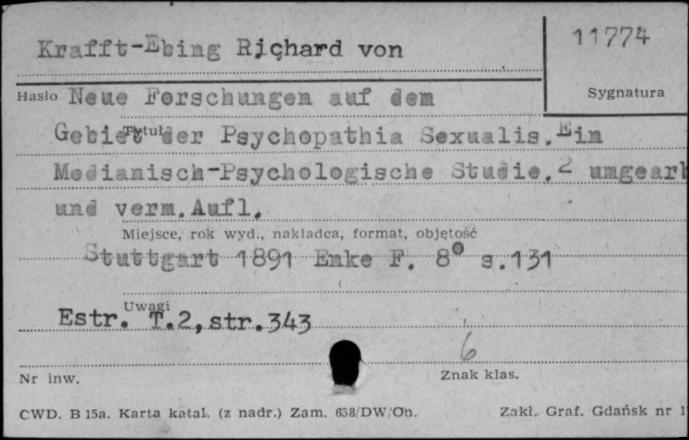 Krafft-Ebing Richard von
11774
Hasło Neue Forschungen auf dem
Sygnatura
Gebiet der Psychopathia Sexualis. Ein
Tytuł
Medianisch-Psychologische Studie. 2 umgearb
und verm. Aufl.
Miejsce, rok wyd., nakładca, format, objętość
Stuttgart 1891 Enke F. 8° s.131
Uwagi
Estr. T.2, str.343
6
Nr inw.
Znak klas.
CWD. B 15a. Karta katal. (z nadr.) Zam. 658/DW/On.
Zakł. Graf. Gdańsk nr 1